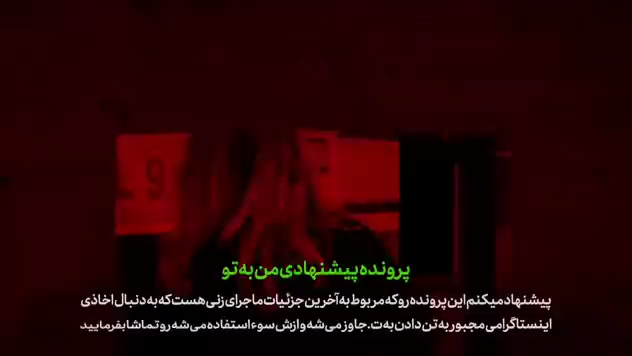 پرونده پیشنهادی من به تو
پیشنهاد میکنم این پرونده رو که مربوط به آخرین جزئیات ماجرای زنی هست که به دنبال اخاذی
اینستاگرامی مجبور به تن دادن به ت.جاوز می شه و ازش سوء استفاده می شه رو تماشا بفرمایید